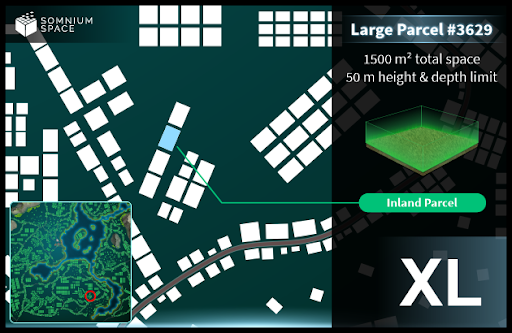 SOMNIUM
SPACE
Large Parcel #3629
1500 m² total space
50 m height & depth limit
Inland Parcel
XL